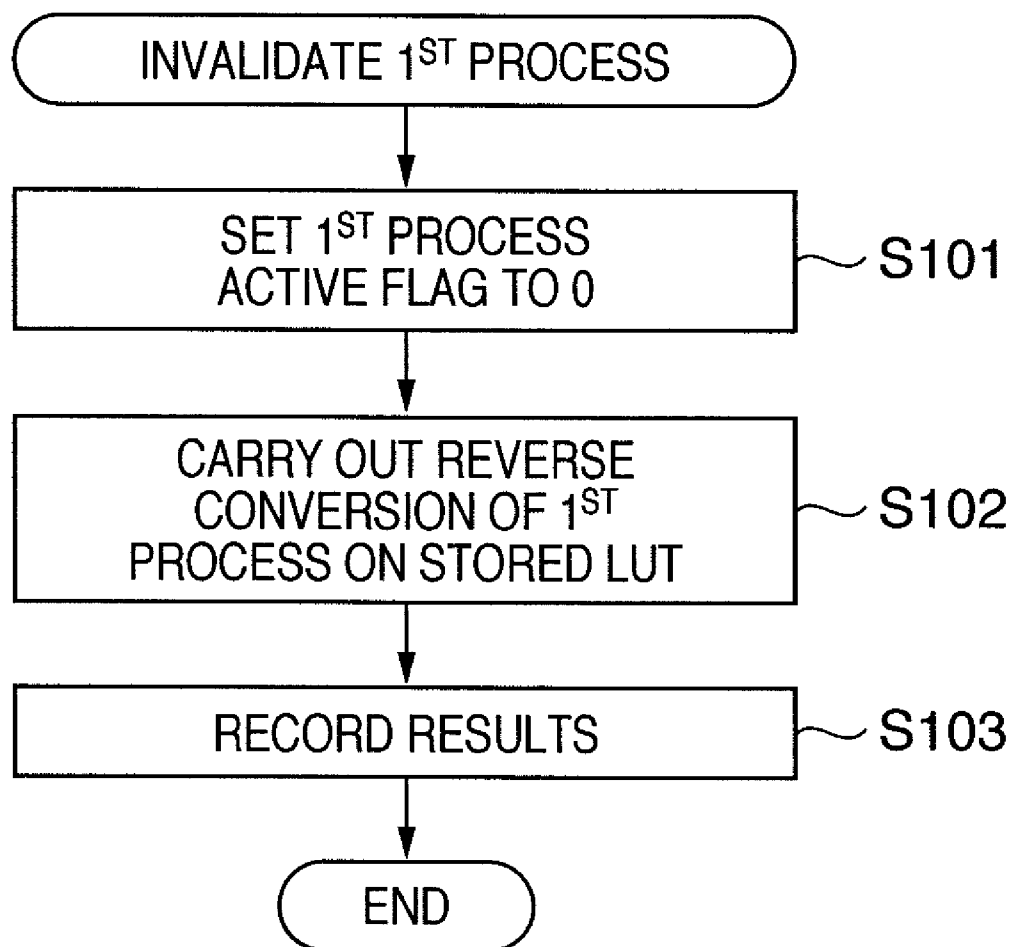 INVALIDATE 1ST PROCESS
SET 1ST PROCESS
ACTIVE FLAG TO 0
S101
CARRY OUT REVERSE
CONVERSION OF 1ST
PROCESS ON STORED LUT
S102
RECORD RESULTS
S103
END